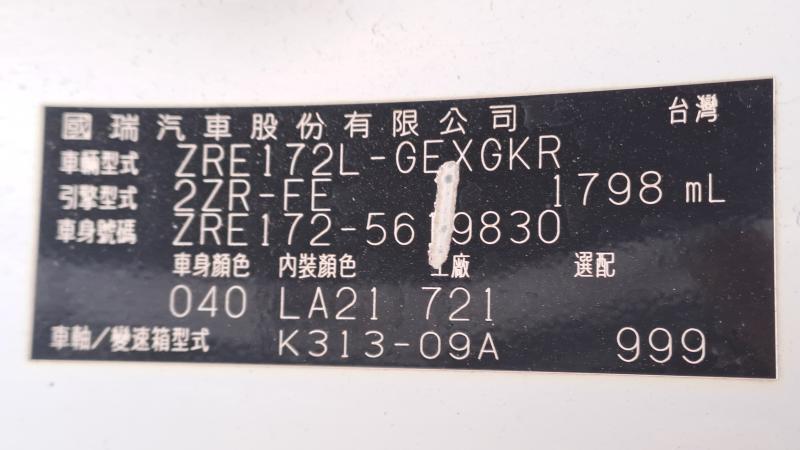 國瑞汽車股份有限公司 台灣
車輛型式 ZRE172L-GEXGKR
引擎型式 2ZR-FE 1798 mL
車身號碼
車身顏色 內裝顏色 工廠 選配
040 LA21 721
車軸/變速箱型式 K313-09A 999